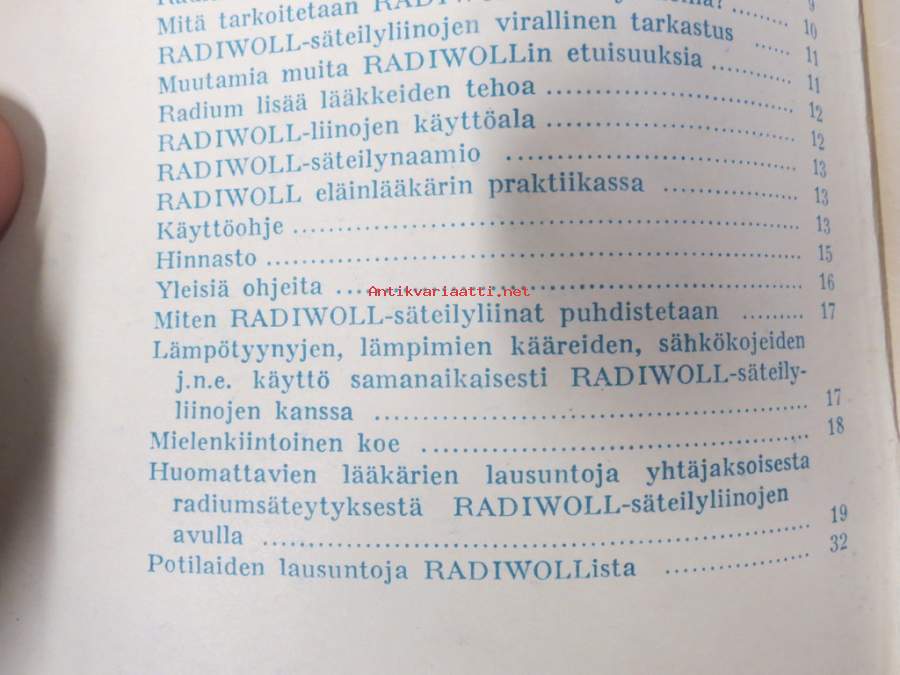 Mitä tarkoitetaan RADIWOLL
9
RADIWOLL-säteilyliinojen virallinen tarkastus ...... 10
Muutamia muita RADIWOLLin etuisuuksia ............ 11
Radium lisää lääkkeiden tehoa .............................. 11
RADIWOLL-liinojen käyttöala .............................. 12
RADIWOLL-säteilynaamio .............................. 12
RADIWOLL eläinlääkärin praktiikassa .................. 13
Käyttöohje .................................................. 13
Hinnasto .................................................. 13
Yleisiä ohjeita .................................................. 15
Antikvariaatti.net
16
Miten RADIWOLL-säteilyliinat puhdistetaan ......... 17
Lämpötyynyjen, lämpimien kääreiden, sähkökojeiden
j.n.e. käyttö samanaikaisesti RADIWOLL-säteily-
liinojen kanssa .................................................. 17
Mielenkiintoinen koe .................................................. 18
Huomattavien lääkärien lausuntoja yhtäjaksoisesta
radiumsäteytyksestä RADIWOLL-säteilyliinojen
avulla .................................................. 19
Potilaiden lausuntoja RADIWOLLista .................. 32